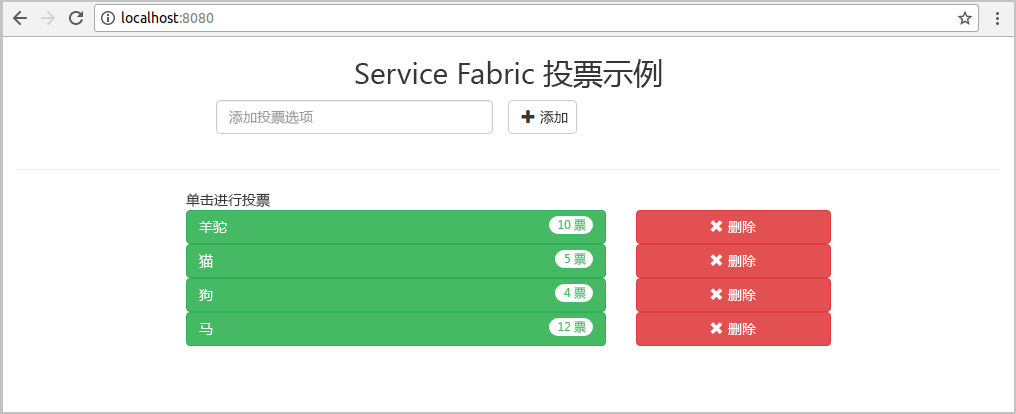 localhost:8080
Service Fabric 投票示例
添加投票选项 添加
单击进行投票
羊驼 10 票 删除
猫 5 票 删除
狗 4 票 删除
马 12 票 删除